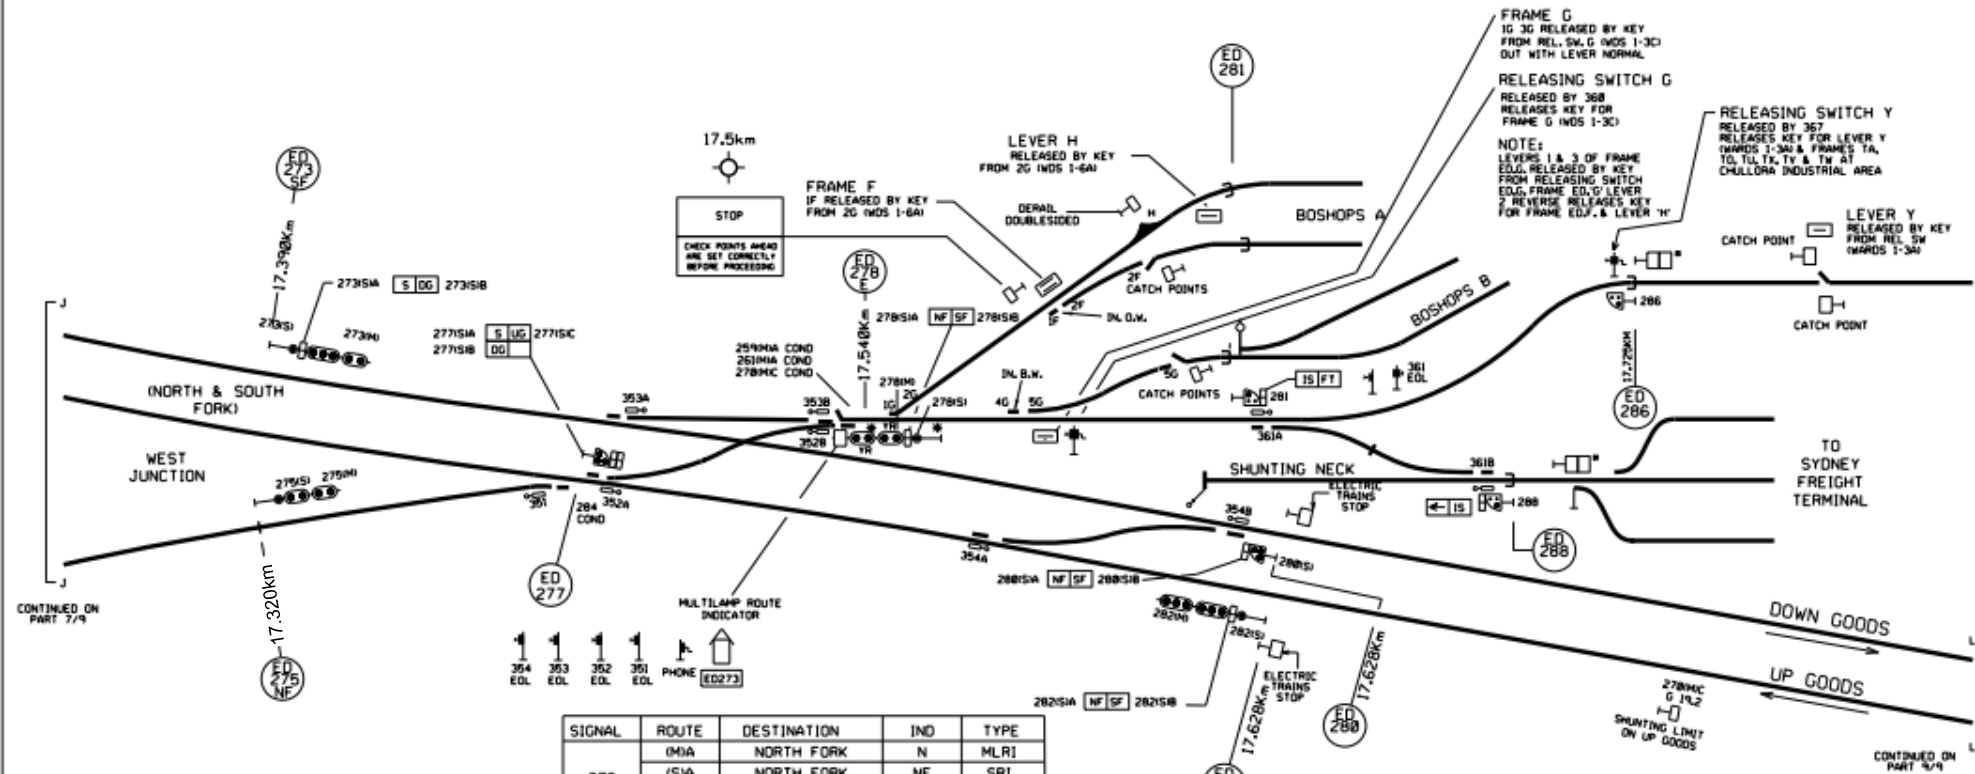 FRAME G
1G 3G RELEASED BY KEY
FROM REL. SW. G (WDS 1-3C)
OUT WITH LEVER NORMAL
RELEASING SWITCH G
RELEASED BY 360
RELEASES KEY FOR
FRAME G (WDS 1-3C)
NOTE:
LEVERS 1 & 3 OF FRAME
ED.G. RELEASED BY KEY
FROM RELEASING SWITCH
ED.G. FRAME ED.'G' LEVER
2 REVERSE RELEASES KEY
FOR FRAME ED.F. & LEVER 'H'
RELEASING SWITCH Y
RELEASED BY 367
RELEASES KEY FOR LEVER Y
(WARDS 1-3A) & FRAMES TA,
TO, TU, TX, TV & TW AT
CHULLORA INDUSTRIAL AREA
LEVER Y
RELEASED BY KEY
FROM REL SW
(WARDS 1-3A)
CATCH POINT
CATCH POINT
ED
281
17.5km
STOP
CHECK POINTS AHEAD
ARE SET CORRECTLY
BEFORE PROCEEDING
LEVER H
RELEASED BY KEY
FROM 2G (WDS 1-6A)
FRAME F
1F RELEASED BY KEY
FROM 2G (WDS 1-6A)
DERAIL
DOUBLESIDED
H
BOSHOPS A
2F
CATCH POINTS
2F
IN. O.W.
BOSHOPS B
ED
273
SF
17.390Km
273(S)A
S DG
273(S)B
273(S)
273(M)
277(S)A
S UG
277(S)C
277(S)B
DG
ED
278
E
17.540Km
278(S)A
NF SF
278(S)B
259(M)A COND
261(M)A COND
270(M)C COND
278(M)
2G
1G
278(S)
YR
YR
IN. B.W.
4G
5G
5G
CATCH POINTS
IS FT
281
361
EOL
286
17.725KM
ED
286
353A
353B
352B
361A
361B
(NORTH & SOUTH
FORK)
WEST
JUNCTION
275(S)
275(M)
351
284
COND
352A
SHUNTING NECK
ELECTRIC
TRAINS
STOP
IS
288
ED
288
TO
SYDNEY
FREIGHT
TERMINAL
354A
354B
280(S)A
NF SF
280(S)B
280(S)
J
J
CONTINUED ON
PART 7/9
17.320km
ED
275
NF
ED
277
MULTILAMP ROUTE
INDICATOR
354
EOL
353
EOL
352
EOL
351
EOL
PHONE
ED273
282(M)
282(S)
ELECTRIC
TRAINS
STOP
282(S)A
NF SF
282(S)B
17.628Km
17.628Km
ED
280
ED
DOWN GOODS
UP GOODS
270(M)C
G 19.2
SHUNTING LIMIT
ON UP GOODS
L
L
CONTINUED ON
PART 9/9
SIGNAL ROUTE DESTINATION IND TYPE
(M)A NORTH FORK N MLRI
(S)A NORTH FORK NF SRI